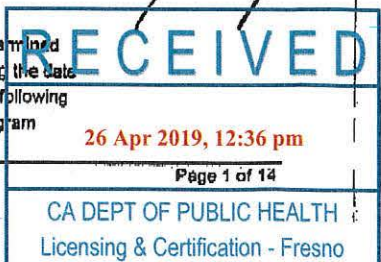 ermined
RECEIVED
the date
following
gram
26 Apr 2019, 12:36 pm
Page 1 of 14
CA DEPT OF PUBLIC HEALTH
Licensing & Certification - Fresno